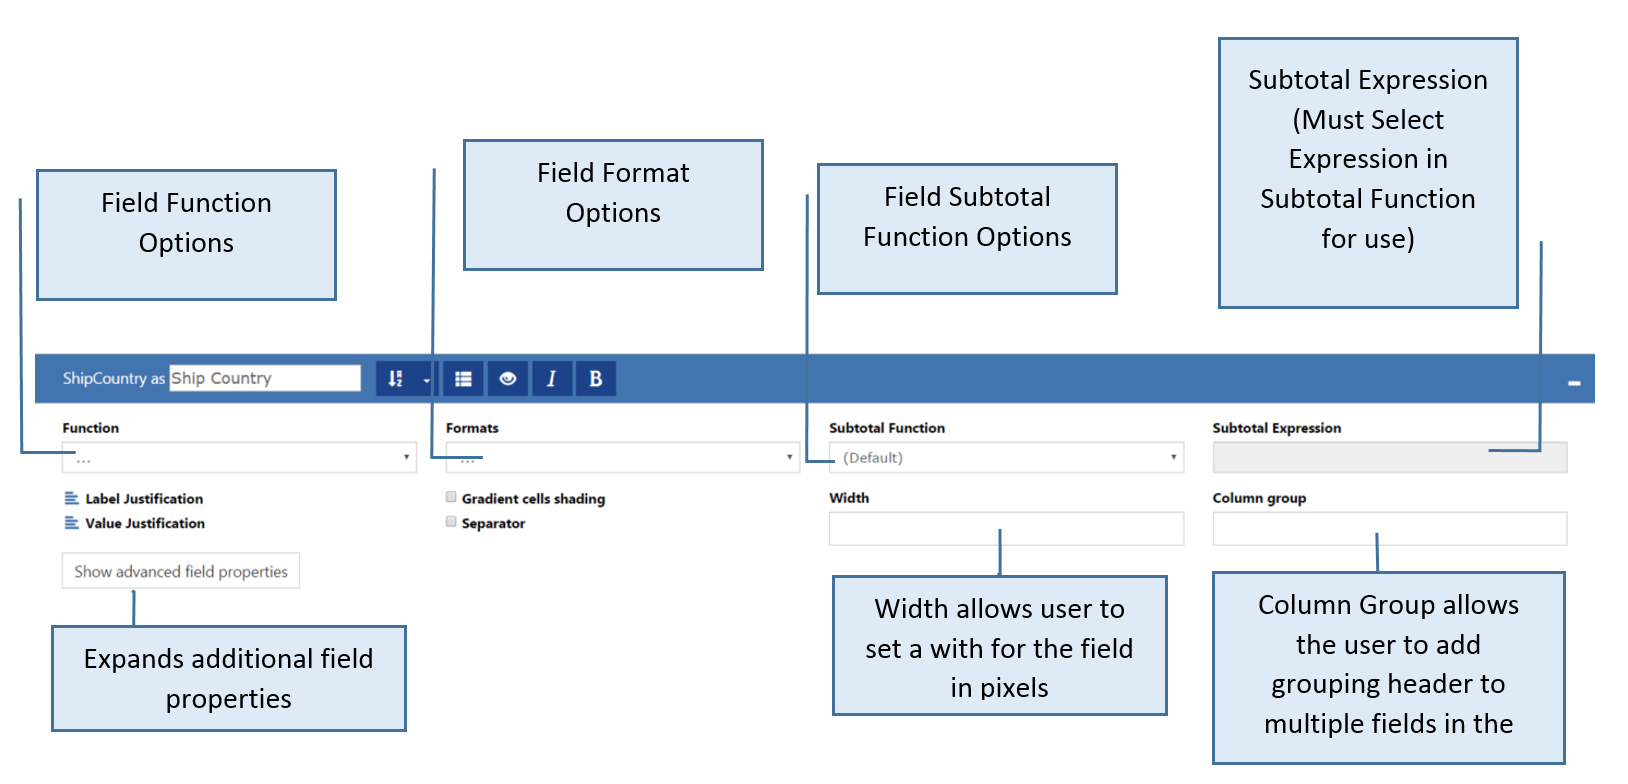 Subtotal Expression
(Must Select
Expression in
Subtotal Function
for use)
Field Format
Options
Field Subtotal
Function Options
Field Function
Options
ShipCountry as Ship Country I B
Function
...
Formats
...
Subtotal Function
(Default)
Subtotal Expression
Label Justification
Value Justification
Gradient cells shading
Separator
Width
Column group
Show advanced field properties
Expands additional field
properties
Width allows user to
set a with for the field
in pixels
Column Group allows
the user to add
grouping header to
multiple fields in the